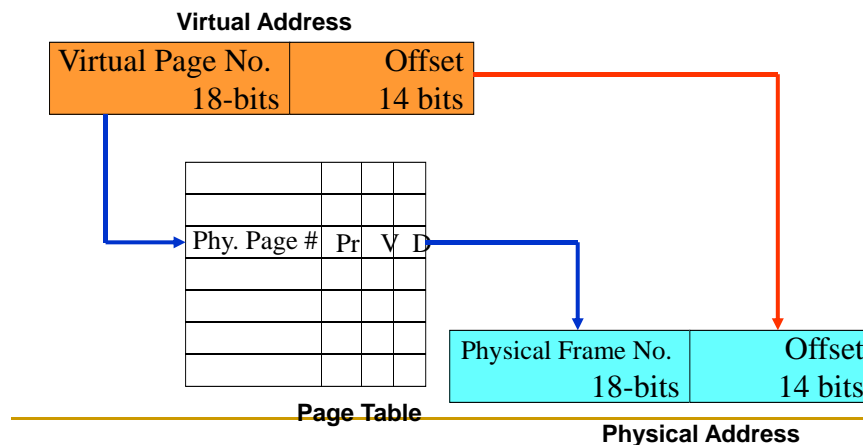 Virtual Address
Virtual Page No. Offset
18-bits 14 bits
Phy. Page # Pr V D
Physical Frame No. Offset
18-bits 14 bits
Page Table
Physical Address